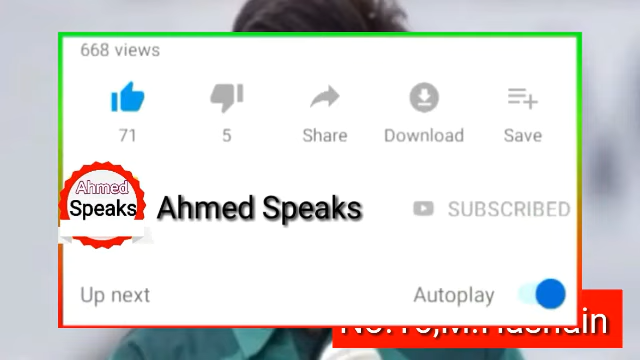 668 views
71
5
Share
Download
Save
Ahmed
Speaks
Ahmed Speaks
SUBSCRIBED
Up next
Autoplay